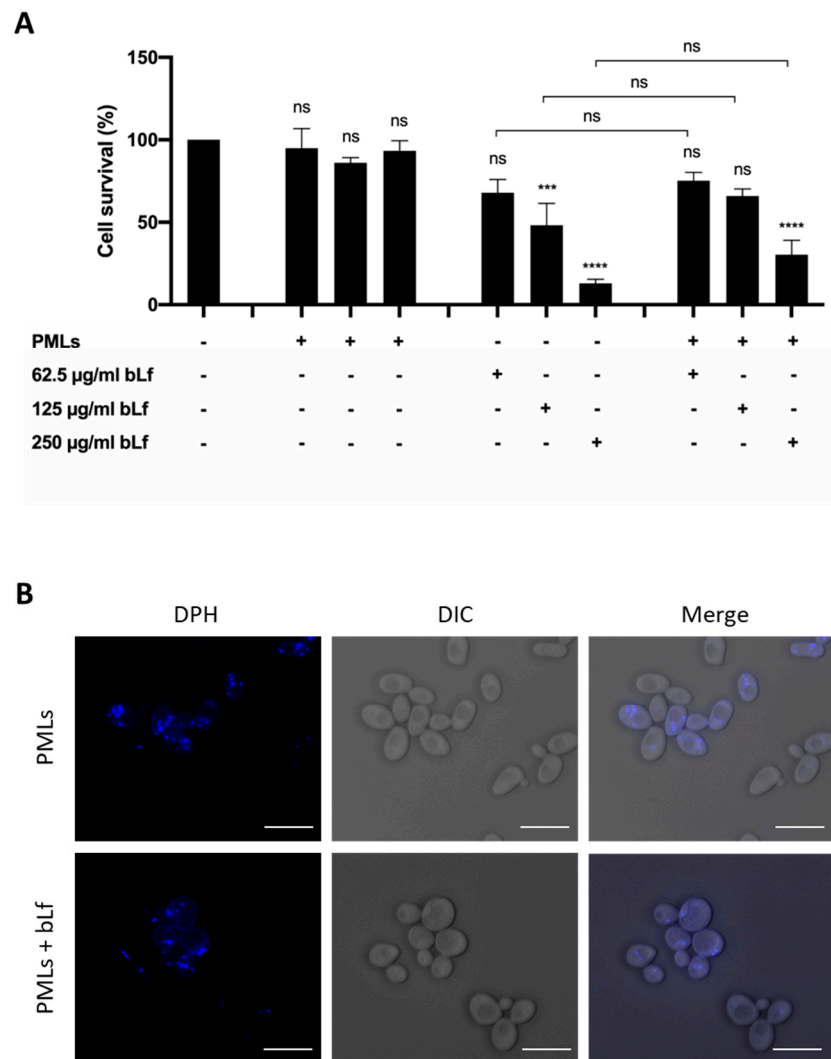 A
ns
ns
ns
150
100
50
0
Cell survival (%)
ns
ns
ns
ns
***
****
ns
ns
****
PMLs - + + + - - - + + +
62.5 µg/ml bLf - - - - + - - + - -
125 µg/ml bLf - - - - - + - - + -
250 µg/ml bLf - - - - - - + - - +
B
DPH DIC Merge
PMLs
PMLs + bLf